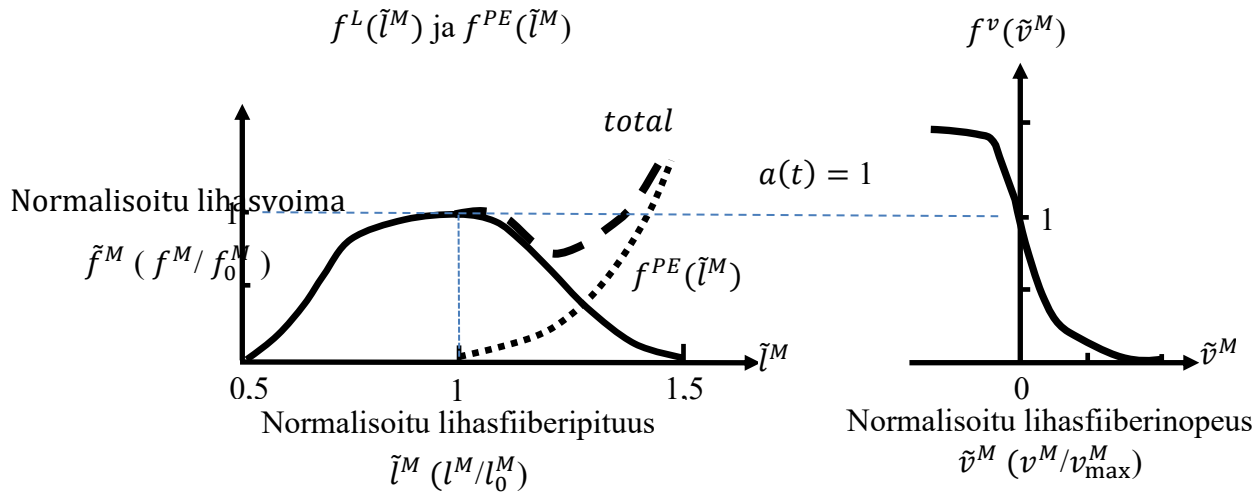 f^L(l̃^M) ja f^PE(l̃^M)
f^v(ṽ^M)
total
a(t) = 1
Normalisoitu lihasvoima
1
1
f̃^M ( f^M/ f_0^M )
f^PE(l̃^M)
l̃^M
ṽ^M
0.5
1
1.5
0
Normalisoitu lihasfiiberipituus
Normalisoitu lihasfiiberinopeus
l̃^M (l^M/l_0^M)
ṽ^M (v^M/v_max^M)